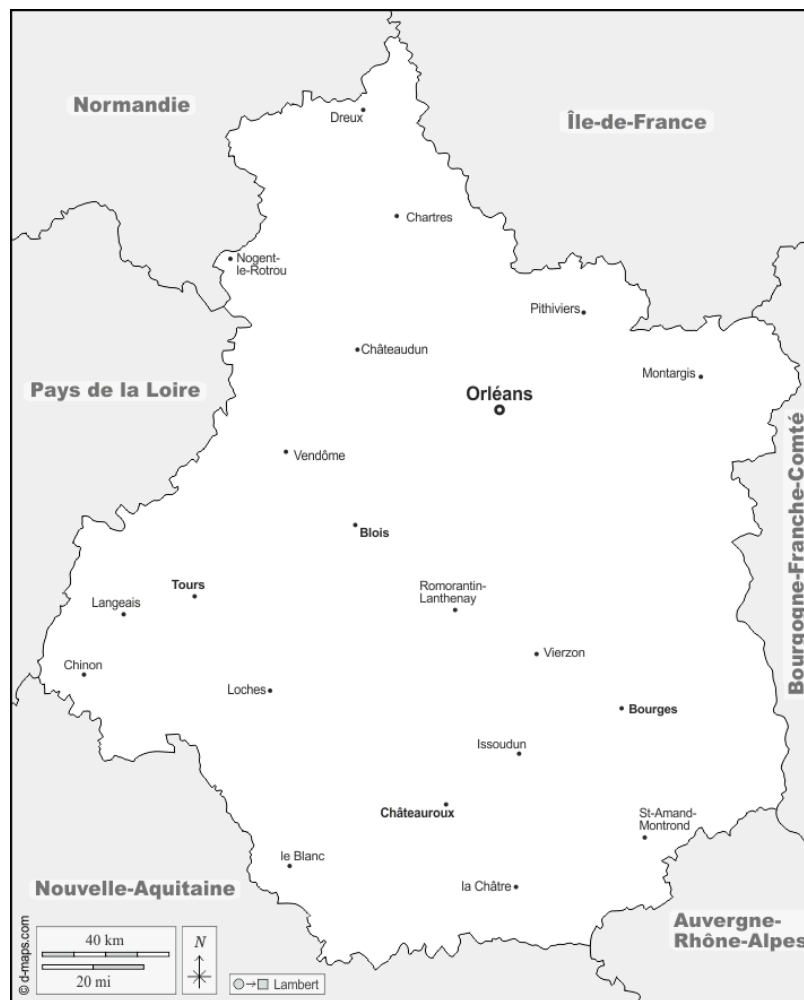 Normandie
Île-de-France
Dreux
Chartres
Nogent-
le-Rotrou
Pithiviers
Châteaudun
Montargis
Pays de la Loire
Orléans
Bourgogne-Franche-Comté
Vendôme
Blois
Tours
Romorantin-
Lanthenay
Langeais
Vierzon
Chinon
Loches
Bourges
Issoudun
Châteauroux
St-Amand-
Montrond
le Blanc
la Châtre
Nouvelle-Aquitaine
Auvergne-
Rhône-Alpes
© d-maps.com
40 km
20 mi
N
Lambert